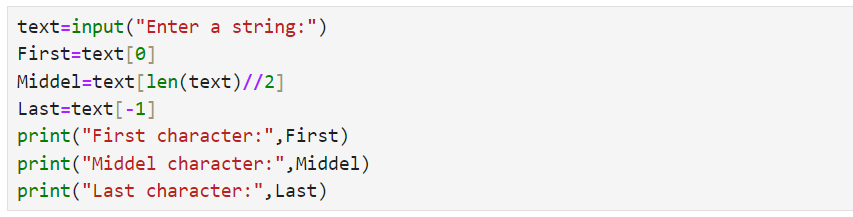 text=input("Enter a string:")
First=text[0]
Middel=text[len(text)//2]
Last=text[-1]
print("First character:",First)
print("Middel character:",Middel)
print("Last character:",Last)